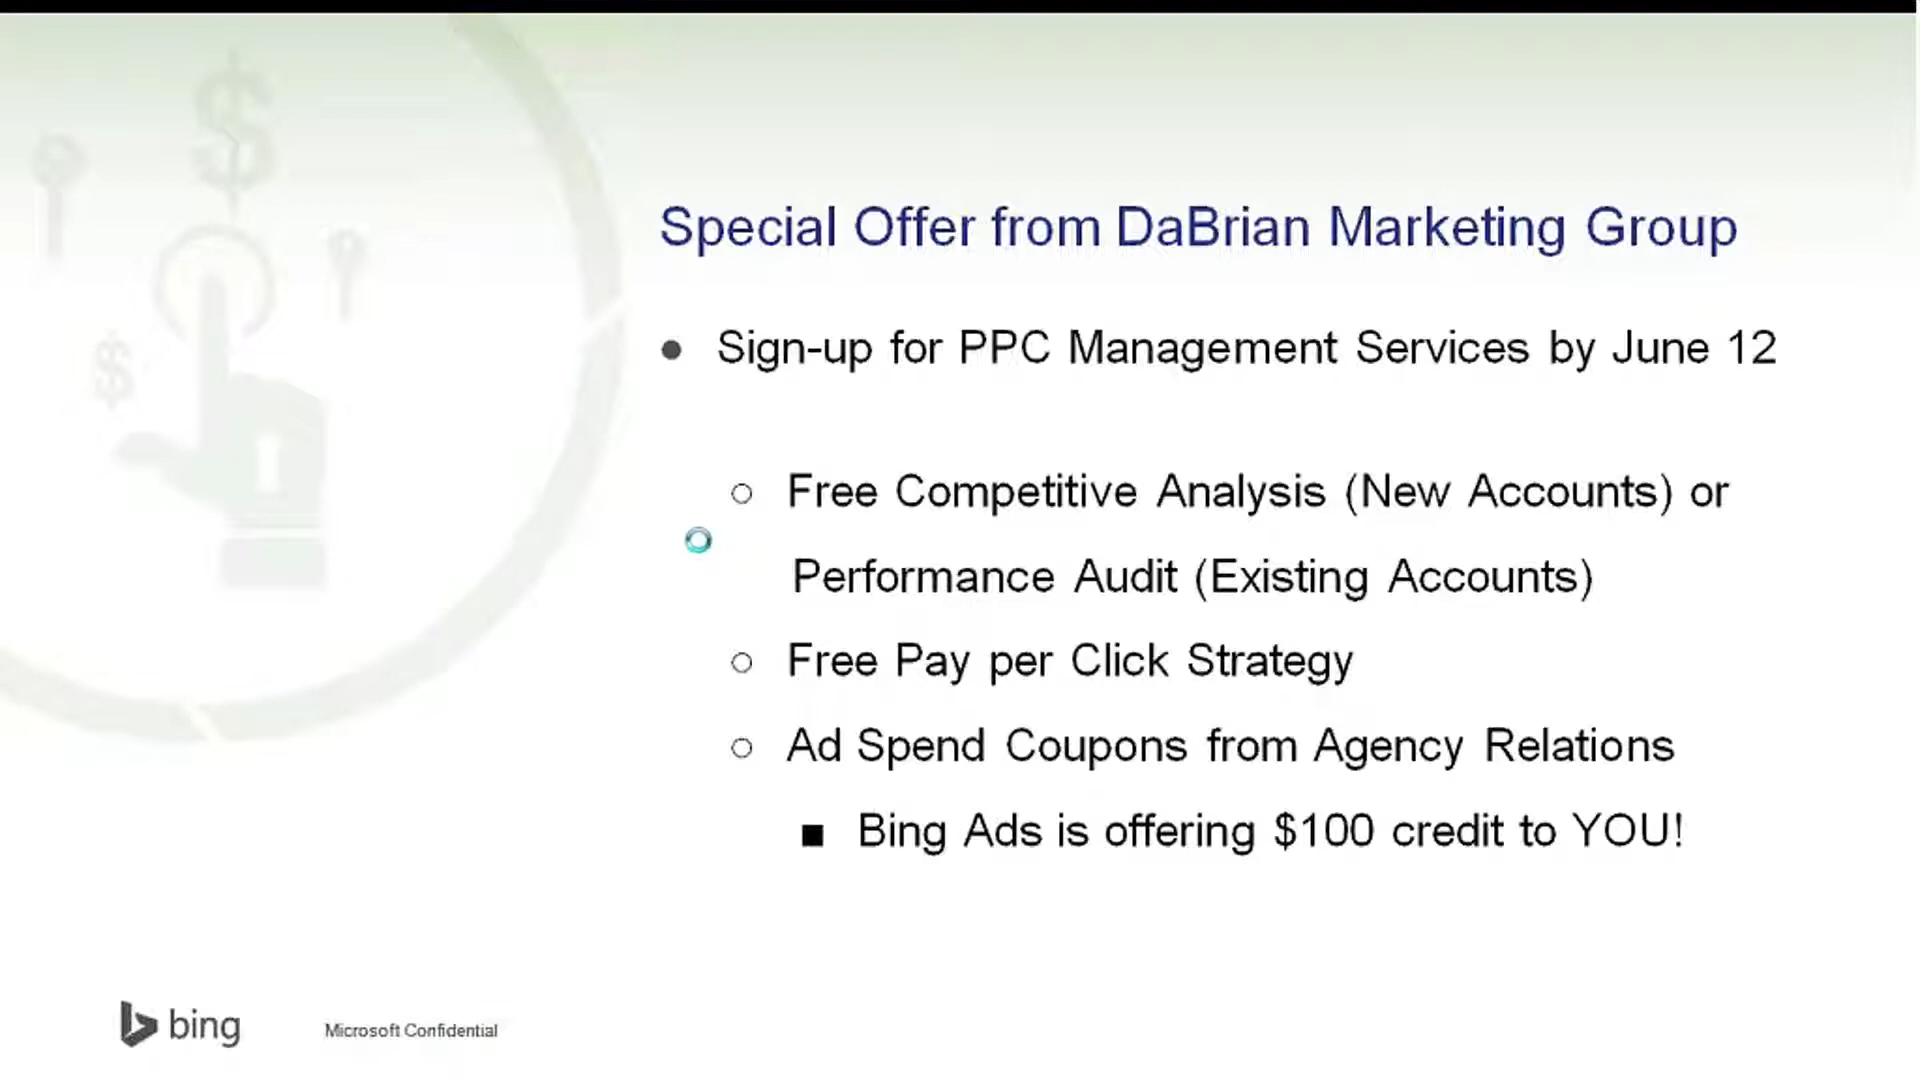 Special Offer from DaBrian Marketing Group
● Sign-up for PPC Management Services by June 12
○ Free Competitive Analysis (New Accounts) or
Performance Audit (Existing Accounts)
○ Free Pay per Click Strategy
○ Ad Spend Coupons from Agency Relations
■ Bing Ads is offering $100 credit to YOU!
bing
Microsoft Confidential